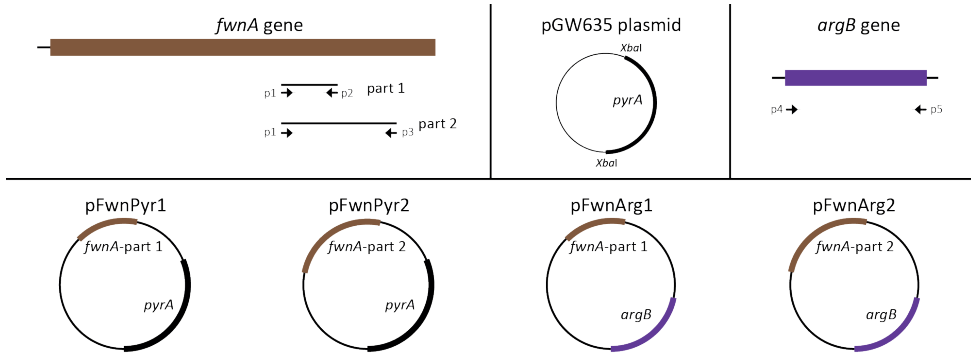 fwnA gene
p1
p2
part 1
p1
p3
part 2
pGW635 plasmid
XbaI
pyrA
XbaI
argB gene
p4
p5
pFwnPyr1
fwnA-part 1
pyrA
pFwnPyr2
fwnA-part 2
pyrA
pFwnArg1
fwnA-part 1
argB
pFwnArg2
fwnA-part 2
argB